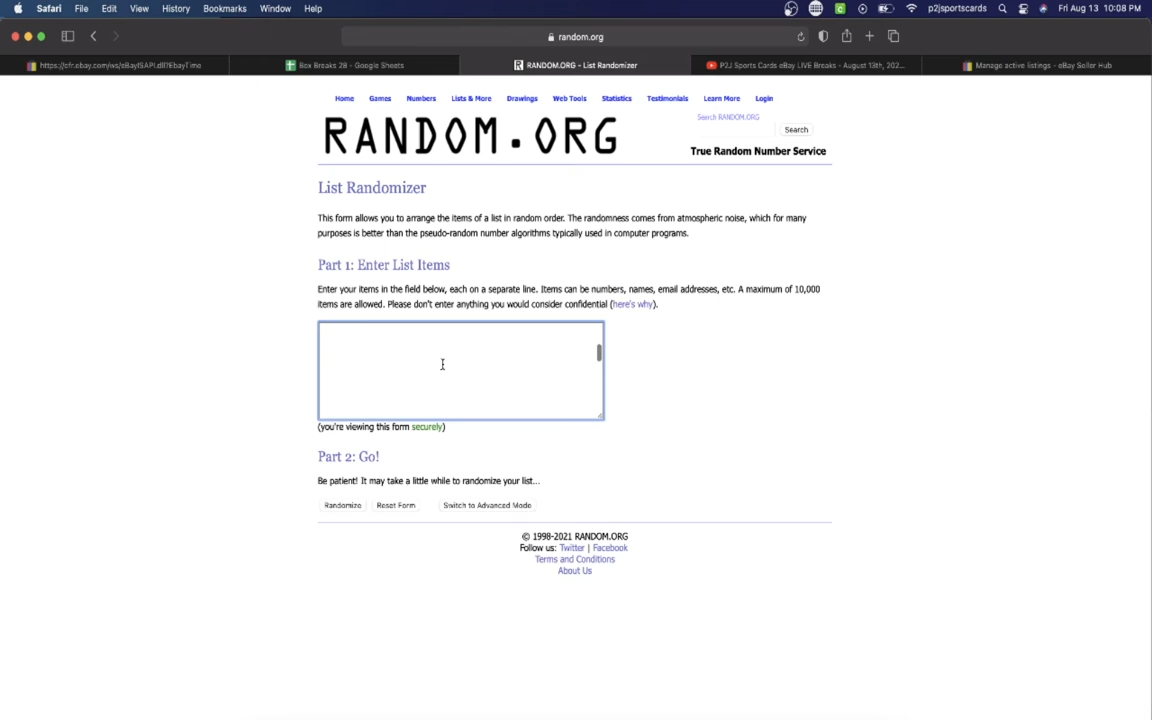 Safari File Edit View History Bookmarks Window Help p2jsportscards Fri Aug 13 10:08 PM
random.org
https://cfr.ebay.com/ws/eBayISAPI.dll?EbayTime
Box Breaks 28 - Google Sheets
RANDOM.ORG - List Randomizer
P2J Sports Cards eBay LIVE Breaks - August 13th, 202...
Manage active listings - eBay Seller Hub
Home Games Numbers Lists & More Drawings Web Tools Statistics Testimonials Learn More Login
RANDOM.ORG
Search RANDOM.ORG
Search
True Random Number Service
List Randomizer
This form allows you to arrange the items of a list in random order. The randomness comes from atmospheric noise, which for many
purposes is better than the pseudo-random number algorithms typically used in computer programs.
Part 1: Enter List Items
Enter your items in the field below, each on a separate line. Items can be numbers, names, email addresses, etc. A maximum of 10,000
items are allowed. Please don't enter anything you would consider confidential (here's why).
(you're viewing this form securely)
Part 2: Go!
Be patient! It may take a little while to randomize your list...
Randomize Reset Form Switch to Advanced Mode
© 1998-2021 RANDOM.ORG
Follow us: Twitter | Facebook
Terms and Conditions
About Us